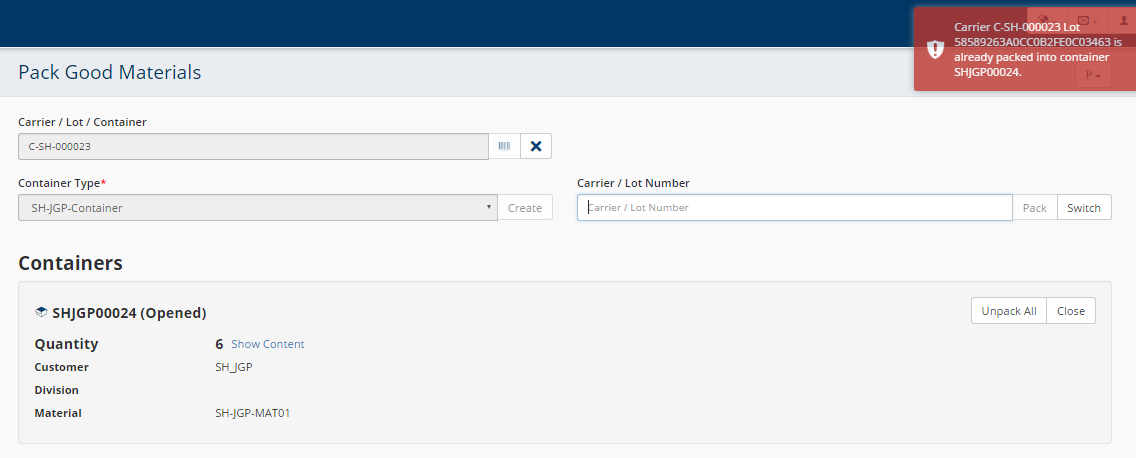 Carrier C-SH-000023 Lot
58589263A0CC0B2FE0C03463 is
already packed into container
SHJGP00024.
Pack Good Materials
Carrier / Lot / Container
C-SH-000023
Container Type* Carrier / Lot Number
SH-JGP-Container Create Carrier / Lot Number Pack Switch
Containers
SHJGP00024 (Opened) Unpack All Close
Quantity 6 Show Content
Customer SH_JGP
Division
Material SH-JGP-MAT01